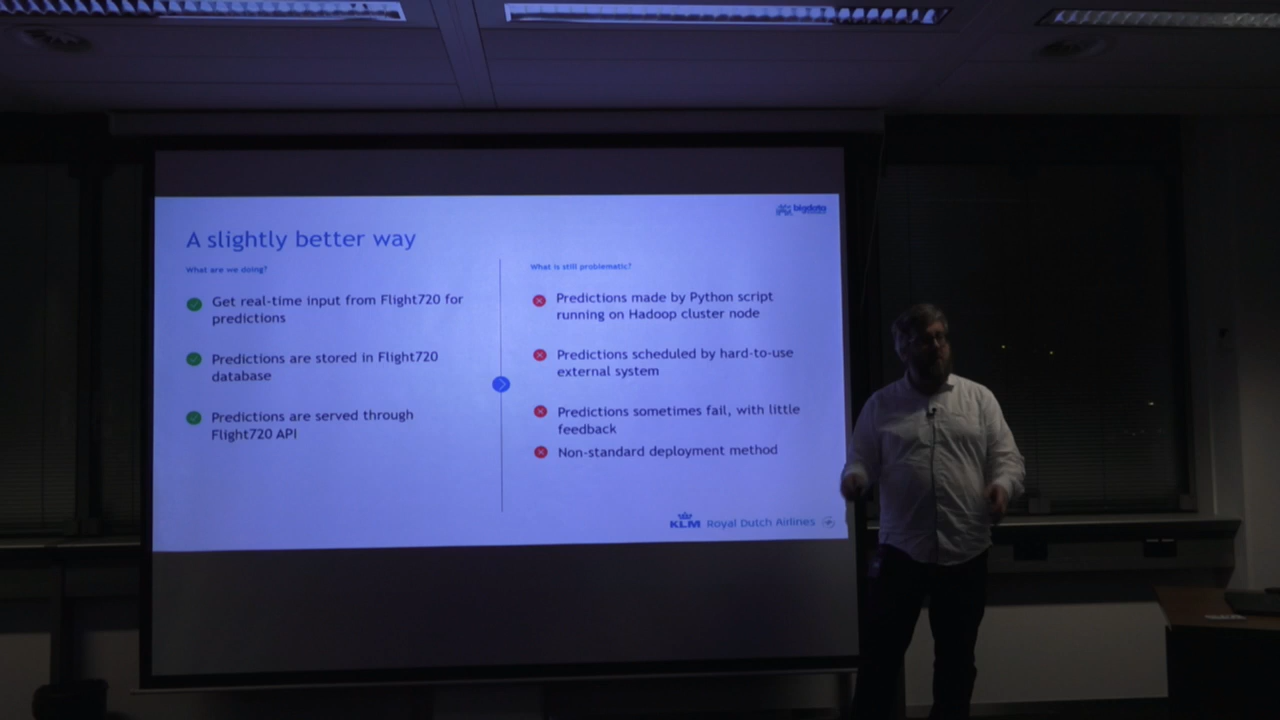 bigdata
A slightly better way
What are we doing?
Get real-time input from Flight720 for
predictions
Predictions are stored in Flight720
database
Predictions are served through
Flight720 API
What is still problematic?
Predictions made by Python script
running on Hadoop cluster node
Predictions scheduled by hard-to-use
external system
Predictions sometimes fail, with little
feedback
Non-standard deployment method
KLM Royal Dutch Airlines